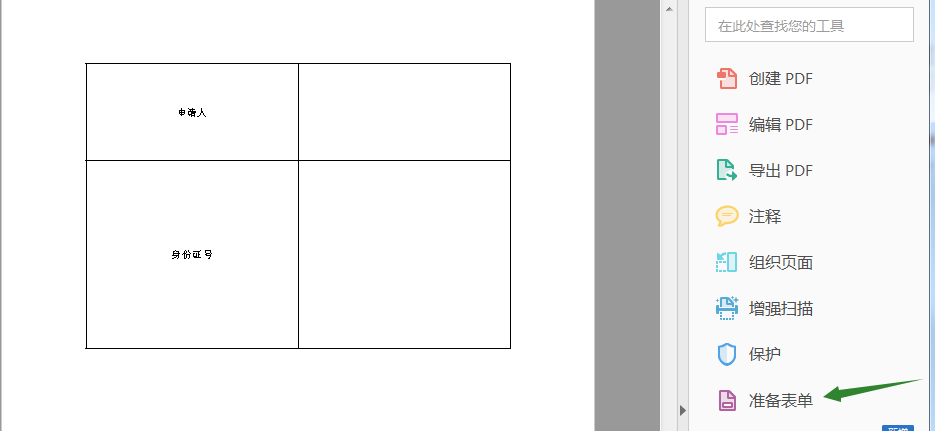 申请人
身份证号
在此处查找您的工具
创建 PDF
编辑 PDF
导出 PDF
注释
组织页面
增强扫描
保护
准备表单